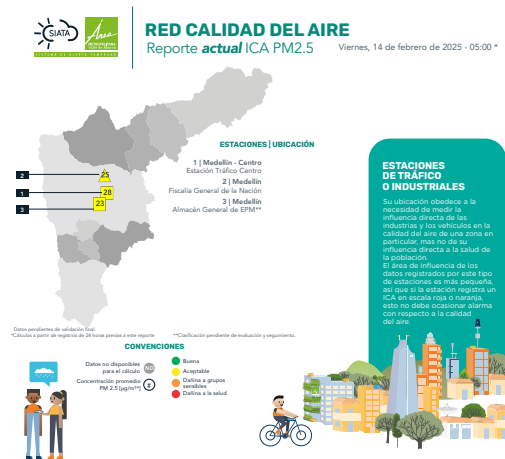 SIATA
Área
METROPOLITANA
Valle de Aburrá
SISTEMA DE ALERTA TEMPRANA
RED CALIDAD DEL AIRE
Reporte actual ICA PM2.5
Viernes, 14 de febrero de 2025 - 05:00 *
ESTACIONES | UBICACIÓN
1 | Medellín - Centro
Estación Tráfico Centro
2 | Medellín
Fiscalía General de la Nación
3 | Medellín
Almacén General de EPM**
2
25
1
28
3
23
ESTACIONES
DE TRÁFICO
O INDUSTRIALES
Su ubicación obedece a la
necesidad de medir la
influencia directa de las
industrias y los vehículos en la
calidad del aire de una zona en
particular, mas no de su
influencia directa a la salud de
la población.
El área de influencia de los
datos registrados por este tipo
de estaciones es más pequeña,
así que si la estación registra un
ICA en escala roja o naranja,
esto no debe ocasionar alarma
con respecto a la calidad
del aire.
Datos pendientes de validación final.
*Cálculos a partir de registros de 24 horas previas a este reporte
**Clasificación pendiente de evaluación y seguimiento.
CONVENCIONES
Datos no disponibles
para el cálculo
ND
Concentración promedio
PM 2.5 (µg/m³*)
#
Buena
Aceptable
Dañina a grupos
sensibles
Dañina a la salud